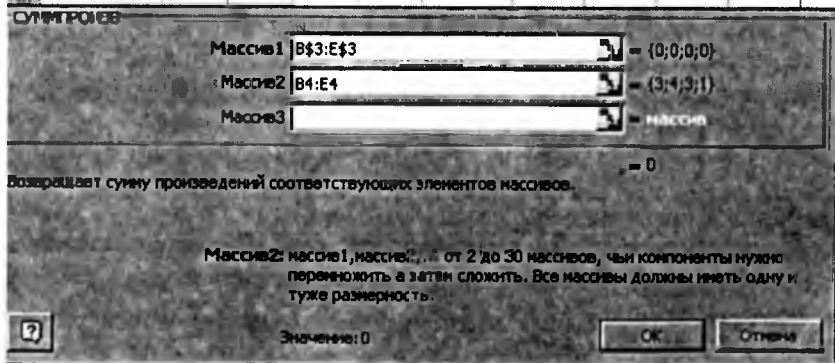 СУММПРОИЗВ
Массив1 B$3:E$3 = {0;0;0;0}
Массив2 B4:E4 = {3;4;3;1}
Массив3 = массив
= 0
Возвращает сумму произведений соответствующих элементов массивов.
Массив2: массив1,массив2,... от 2 до 30 массивов, чьи компоненты нужно
перемножить а затем сложить. Все массивы должны иметь одну и
туже размерность.
Значение:0 ОК Отмена